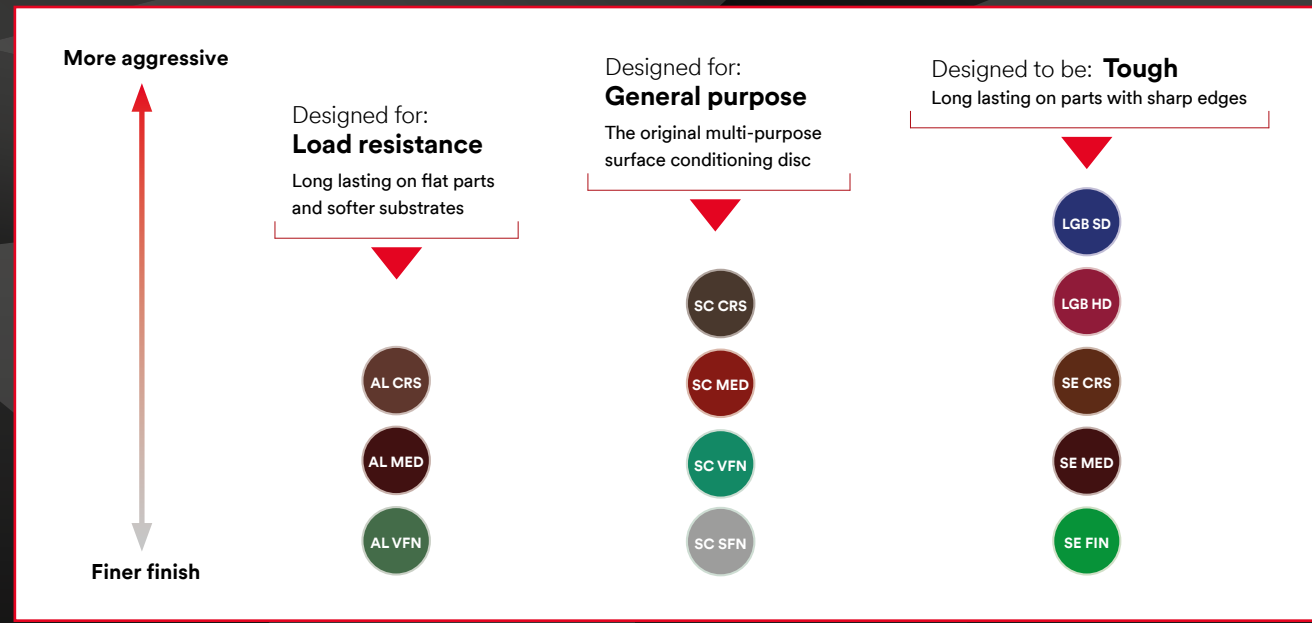 More aggressive
Finer finish
Designed for:
Load resistance
Long lasting on flat parts
and softer substrates
AL CRS
AL MED
AL VFN
Designed for:
General purpose
The original multi-purpose
surface conditioning disc
SC CRS
SC MED
SC VFN
SC SFN
Designed to be: Tough
Long lasting on parts with sharp edges
LGB SD
LGB HD
SE CRS
SE MED
SE FIN